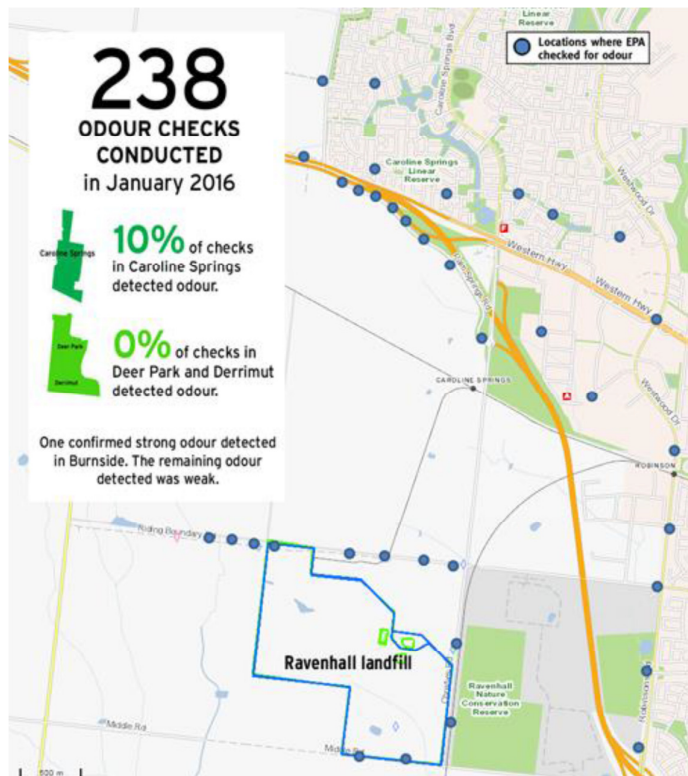 238
ODOUR CHECKS
CONDUCTED
in January 2016
Caroline Springs
10% of checks
in Caroline Springs
detected odour.
Deer Park
Derrimut
0% of checks in
Deer Park and Derrimut
detected odour.
One confirmed strong odour detected
in Burnside. The remaining odour
detected was weak.
Linear
Reserve
Locations where EPA
checked for odour
Caroline Springs Blvd
Caroline Springs
Linear
Reserve
Westwood Dr
P
Western Hwy
Western Hwy
Westwood Dr
CAROLINE SPRINGS
A
ROBINSON
Riding Boundary Rd
Ravenhall landfill
Ravenhall
Nature
Conservation
Reserve
Middle Rd
Middle Rd
500 m